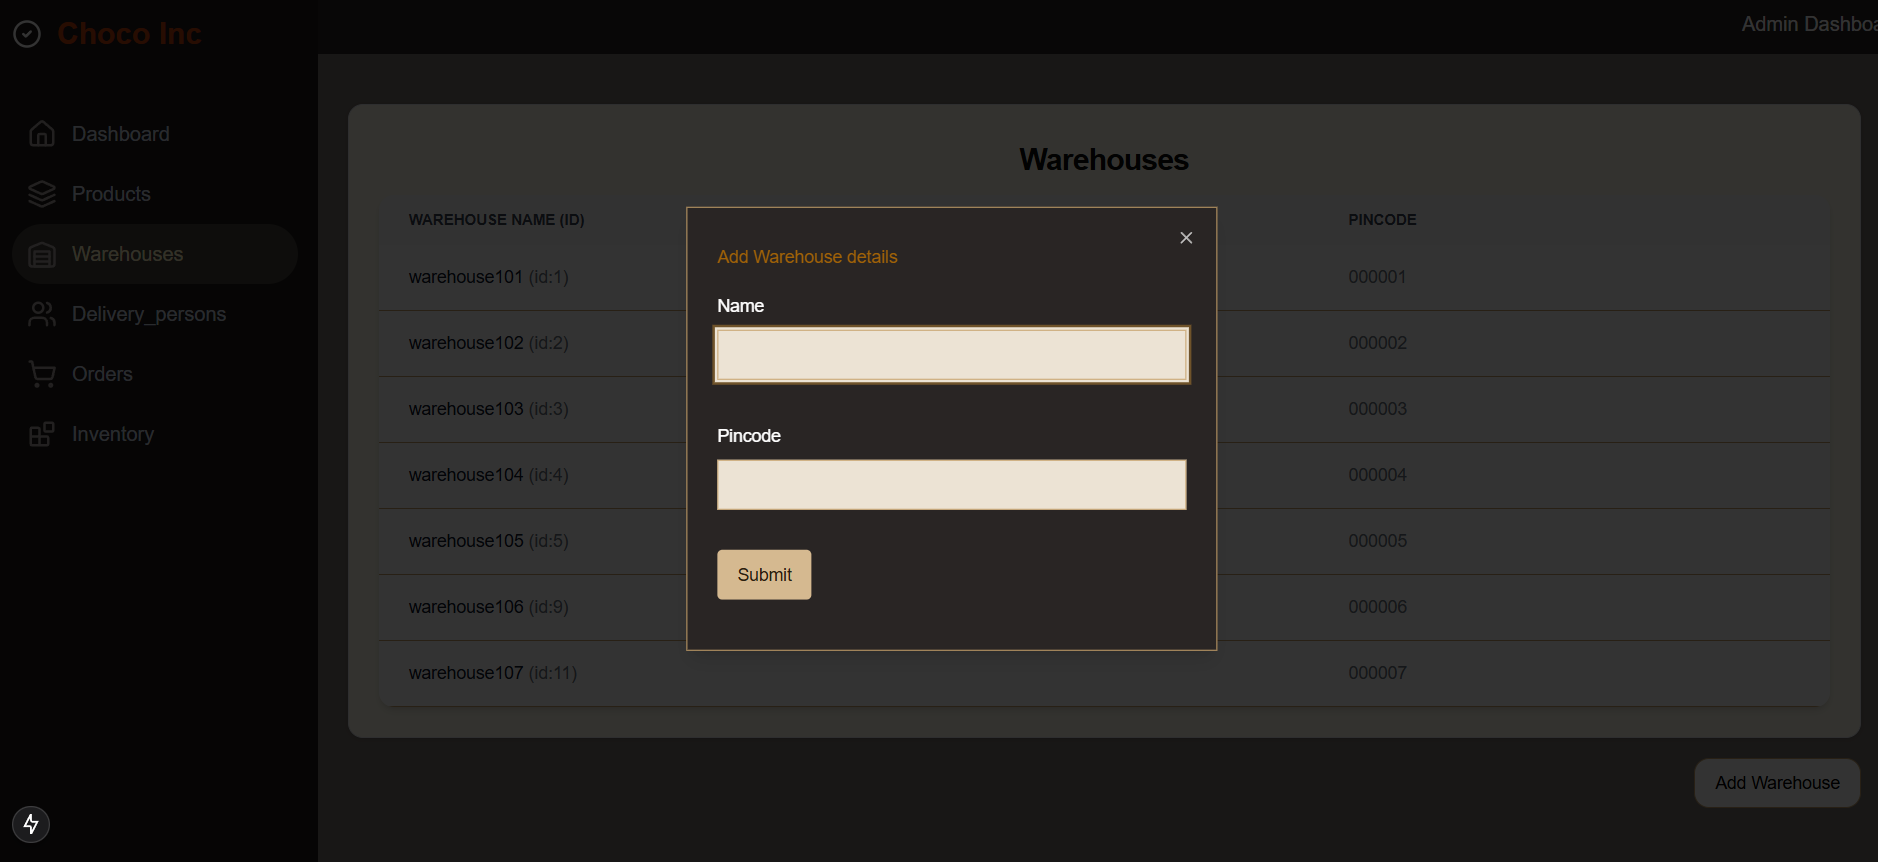 Choco Inc
Admin Dashboa
Dashboard
Products
Warehouses
Delivery_persons
Orders
Inventory
Warehouses
WAREHOUSE NAME (ID) PINCODE
warehouse101 (id:1) 000001
warehouse102 (id:2) 000002
warehouse103 (id:3) 000003
warehouse104 (id:4) 000004
warehouse105 (id:5) 000005
warehouse106 (id:9) 000006
warehouse107 (id:11) 000007
Add Warehouse details
Name
Pincode
Submit
Add Warehouse